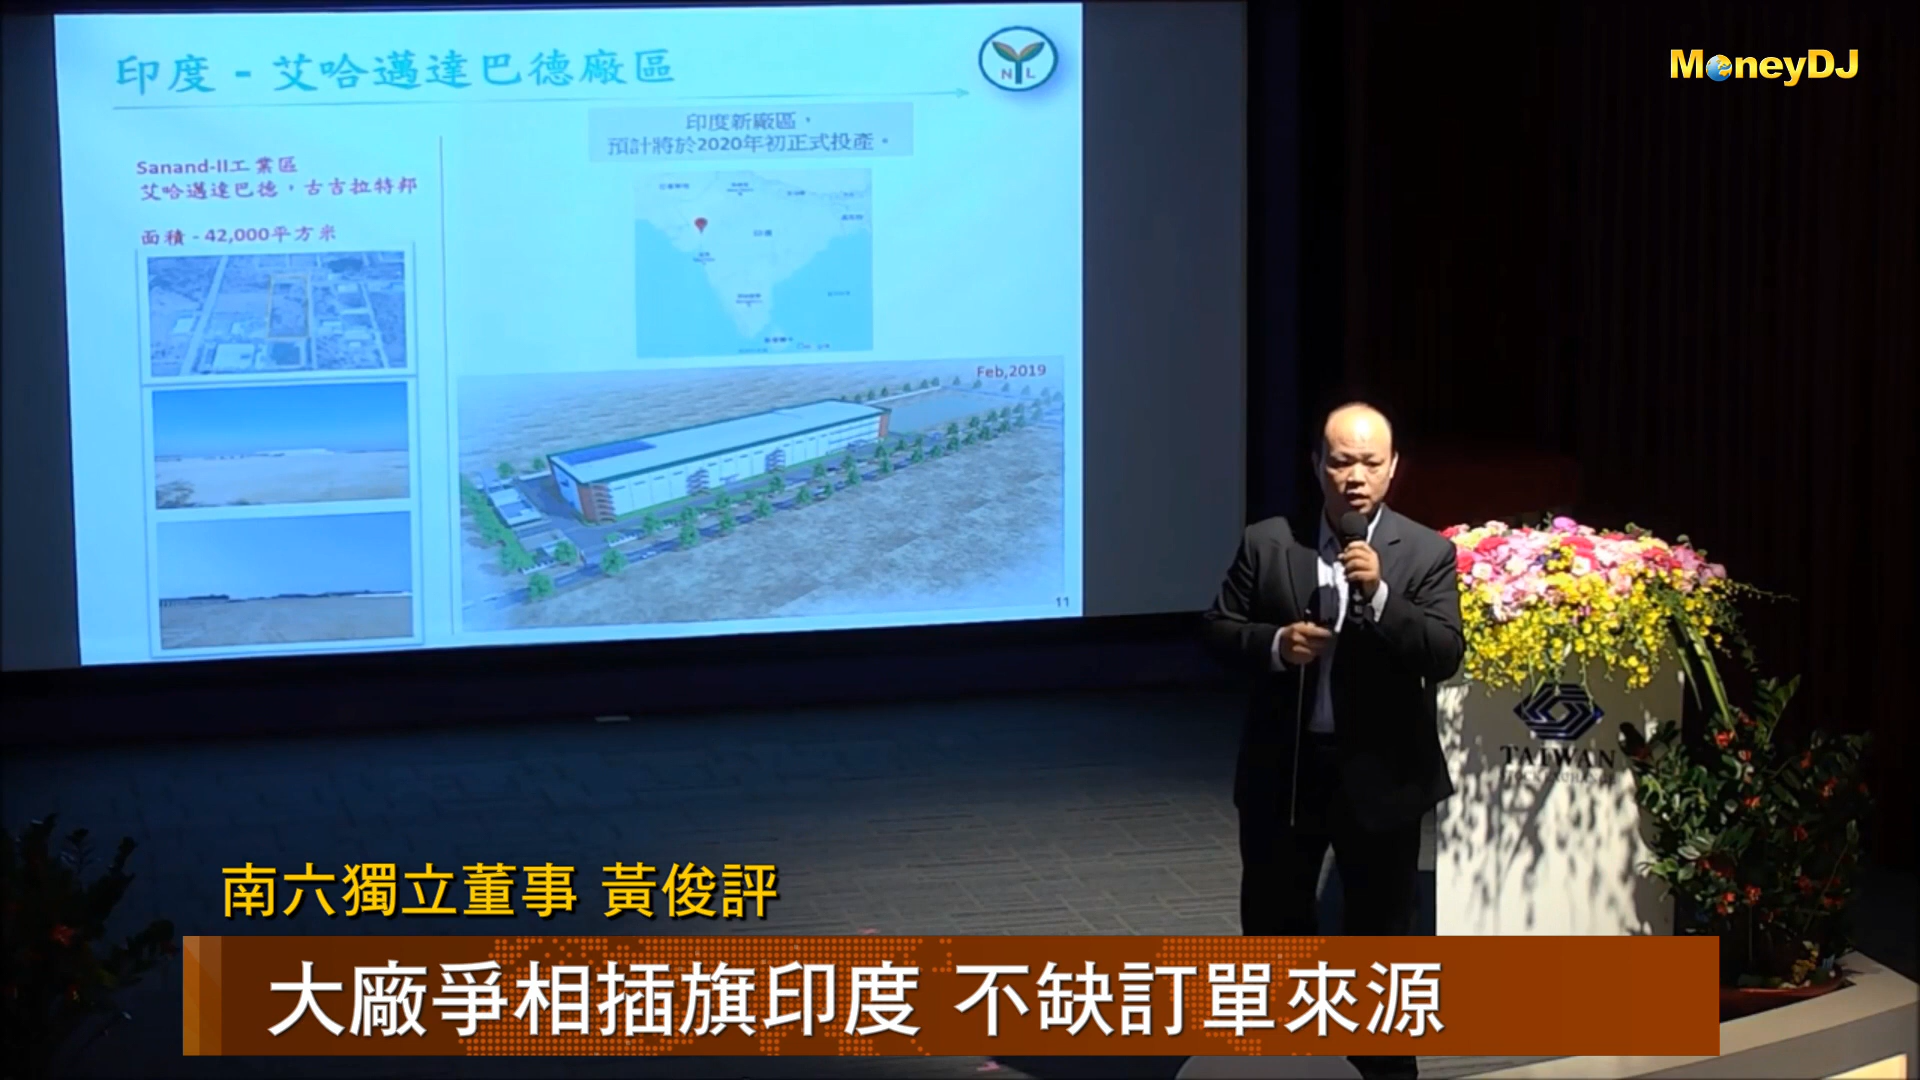 印度 - 艾哈邁達巴德廠區
N L
MoneyDJ
印度新廠區，
預計將於2020年初正式投產。
Sanand-II工業區
艾哈邁達巴德，古吉拉特邦
面積 - 42,000平方米
印度
Feb,2019
11
TAIWAN
南六獨立董事 黃俊評
大廠爭相插旗印度 不缺訂單來源